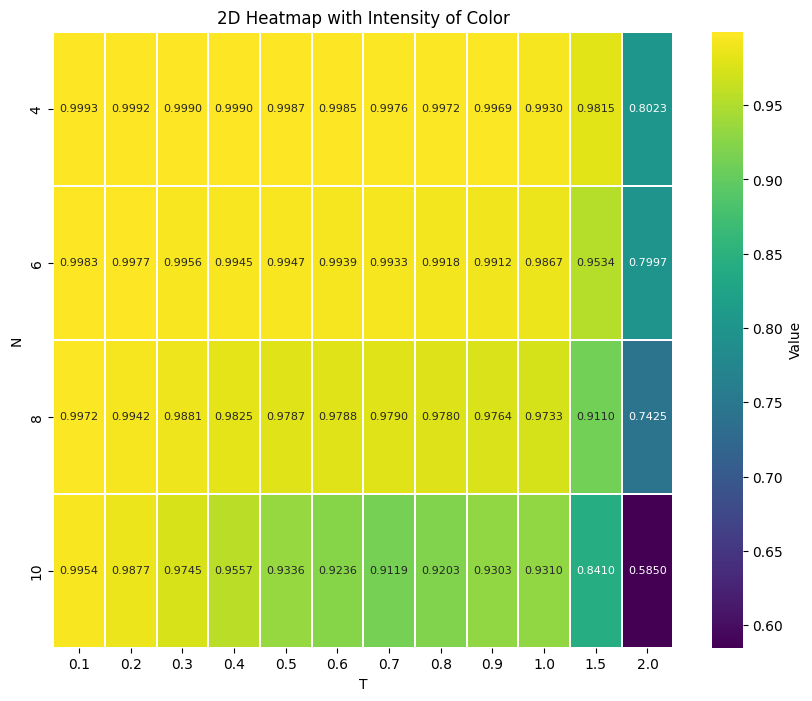 2D Heatmap with Intensity of Color
4 0.9993 0.9992 0.9990 0.9990 0.9987 0.9985 0.9976 0.9972 0.9969 0.9930 0.9815 0.8023
6 0.9983 0.9977 0.9956 0.9945 0.9947 0.9939 0.9933 0.9918 0.9912 0.9867 0.9534 0.7997
N
8 0.9972 0.9942 0.9881 0.9825 0.9787 0.9788 0.9790 0.9780 0.9764 0.9733 0.9110 0.7425
10 0.9954 0.9877 0.9745 0.9557 0.9336 0.9236 0.9119 0.9203 0.9303 0.9310 0.8410 0.5850
0.1 0.2 0.3 0.4 0.5 0.6 0.7 0.8 0.9 1.0 1.5 2.0
T
0.95
0.90
0.85
0.80
0.75
0.70
0.65
0.60
Value